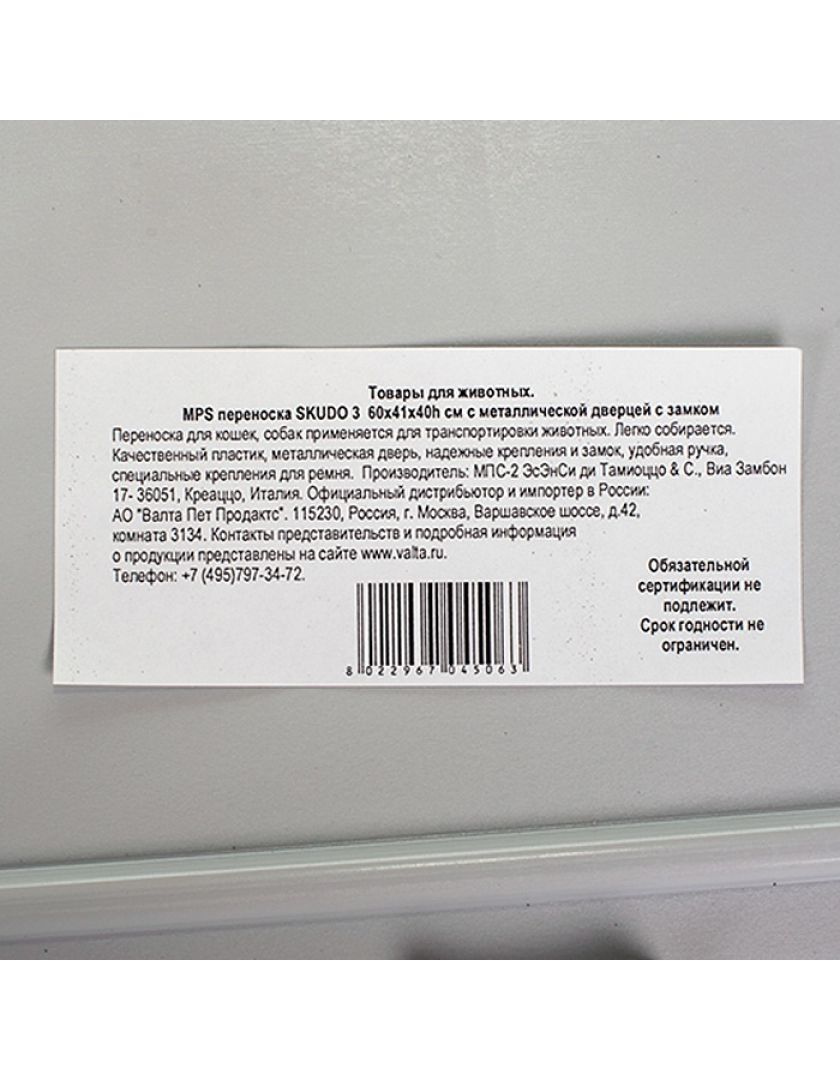 Товары для животных.
MPS переноска SKUDO 3 60х41х40h см с металлической дверцей с замком
Переноска для кошек, собак применяется для транспортировки животных. Легко собирается.
Качественный пластик, металлическая дверь, надежные крепления и замок, удобная ручка,
специальные крепления для ремня. Производитель: МПС-2 ЭсЭнСи ди Тамиоццо & С., Виа Замбон
17- 36051, Креаццо, Италия. Официальный дистрибьютор и импортер в России:
АО "Валта Пет Продактс". 115230, Россия, г. Москва, Варшавское шоссе, д.42,
комната 3134. Контакты представительств и подробная информация
о продукции представлены на сайте www.valta.ru.
Телефон: +7 (495)797-34-72.
Обязательной
сертификации не
подлежит.
Срок годности не
ограничен.
8 022967 045063